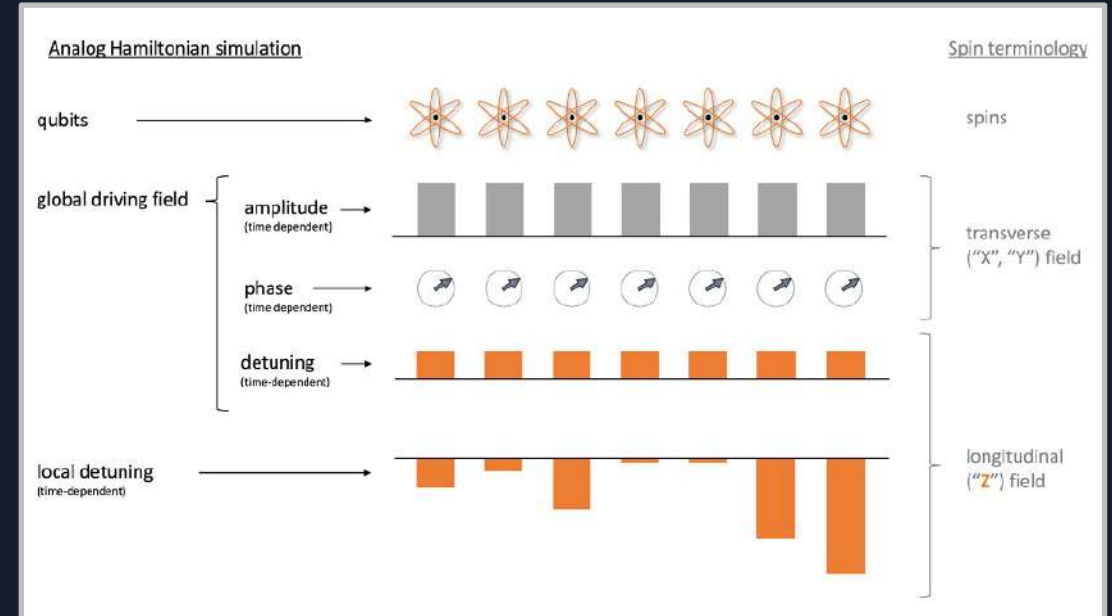 Analog Hamiltonian simulation
Spin terminology
qubits
spins
global driving field
amplitude
(time dependent)
transverse
("X", "Y") field
phase
(time dependent)
detuning
(time-dependent)
local detuning
(time-dependent)
longitudinal
("Z") field